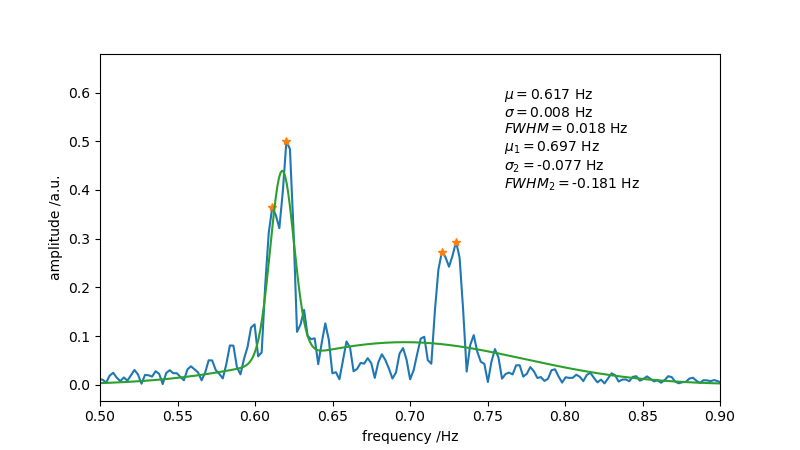 0.6
0.5
0.4
0.3
0.2
0.1
0.0
amplitude /a.u.
μ = 0.617 Hz
σ = 0.008 Hz
FWHM = 0.018 Hz
μ₁ = 0.697 Hz
σ₂ = -0.077 Hz
FWHM₂ = -0.181 Hz
0.50 0.55 0.60 0.65 0.70 0.75 0.80 0.85 0.90
frequency /Hz